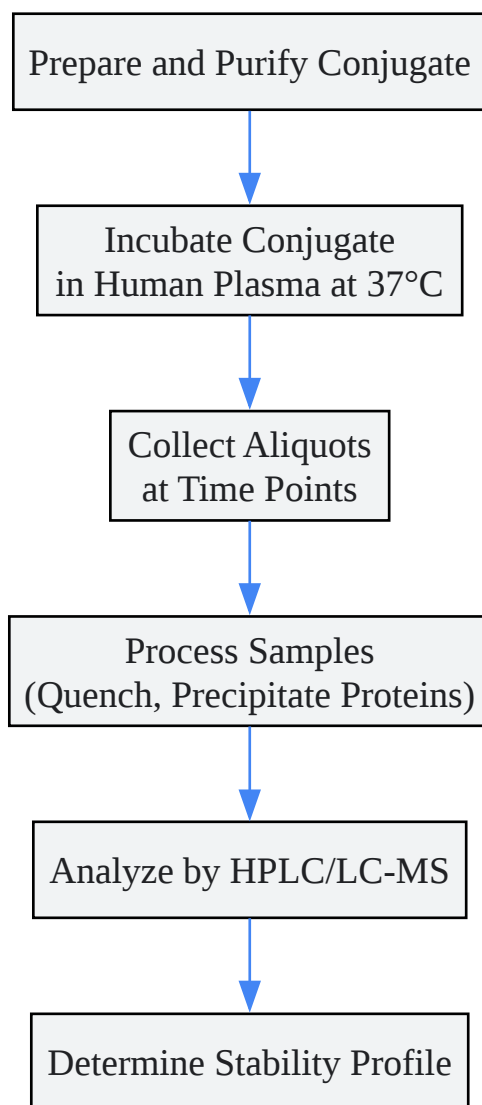 Prepare and Purify Conjugate
Incubate Conjugate
in Human Plasma at 37°C
Collect Aliquots
at Time Points
Process Samples
(Quench, Precipitate Proteins)
Analyze by HPLC/LC-MS
Determine Stability Profile